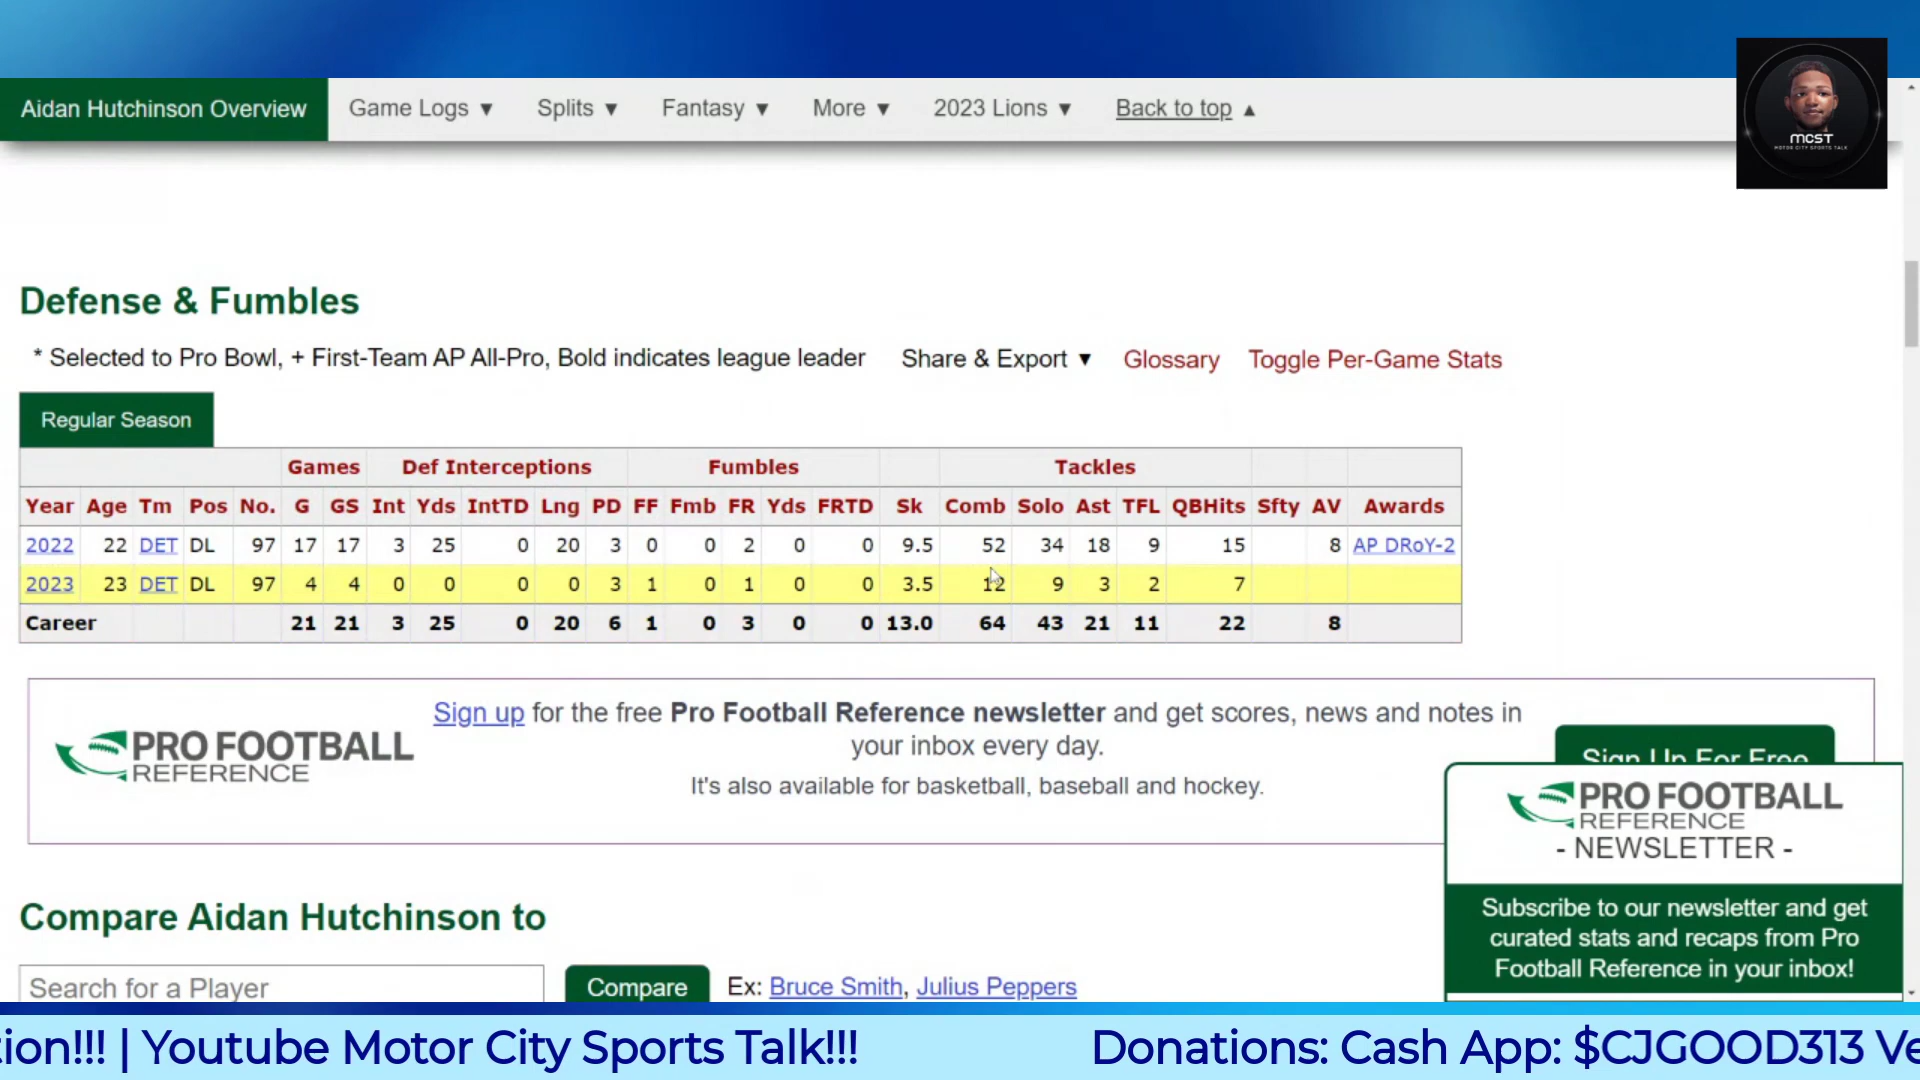 Aidan Hutchinson Overview Game Logs ▼ Splits ▼ Fantasy ▼ More ▼ 2023 Lions ▼ Back to top ▲
MCST
MOTOR CITY SPORTS TALK
Defense & Fumbles
* Selected to Pro Bowl, + First-Team AP All-Pro, Bold indicates league leader Share & Export ▼ Glossary Toggle Per-Game Stats
Regular Season
Games Def Interceptions Fumbles Tackles
Year Age Tm Pos No. G GS Int Yds IntTD Lng PD FF Fmb FR Yds FRTD Sk Comb Solo Ast TFL QBHits Sfty AV Awards
2022 22 DET DL 97 17 17 3 25 0 20 3 0 0 2 0 0 9.5 52 34 18 9 15 8 AP DRoY-2
2023 23 DET DL 97 4 4 0 0 0 0 3 1 0 1 0 0 3.5 12 9 3 2 7
Career 21 21 3 25 0 20 6 1 0 3 0 0 13.0 64 43 21 11 22 8
PRO FOOTBALL
REFERENCE
Sign up for the free Pro Football Reference newsletter and get scores, news and notes in
your inbox every day.
It's also available for basketball, baseball and hockey.
Sign Up For Free
PRO FOOTBALL
REFERENCE
- NEWSLETTER -
Subscribe to our newsletter and get
curated stats and recaps from Pro
Football Reference in your inbox!
Compare Aidan Hutchinson to
Search for a Player Compare Ex: Bruce Smith, Julius Peppers
ion!!! | Youtube Motor City Sports Talk!!! Donations: Cash App: $CJGOOD313 Ve